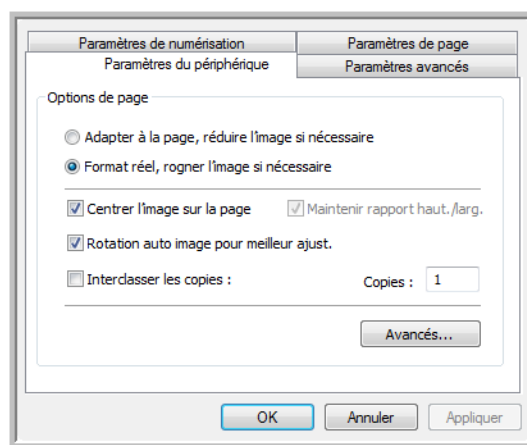 Paramètres de numérisation Paramètres de page
Paramètres du périphérique Paramètres avancés
Options de page
Adapter à la page, réduire l'image si nécessaire
Format réel, rogner l'image si nécessaire
Centrer l'image sur la page Maintenir rapport haut./larg.
Rotation auto image pour meilleur ajust.
Interclasser les copies : Copies : 1
Avancés...
OK Annuler Appliquer